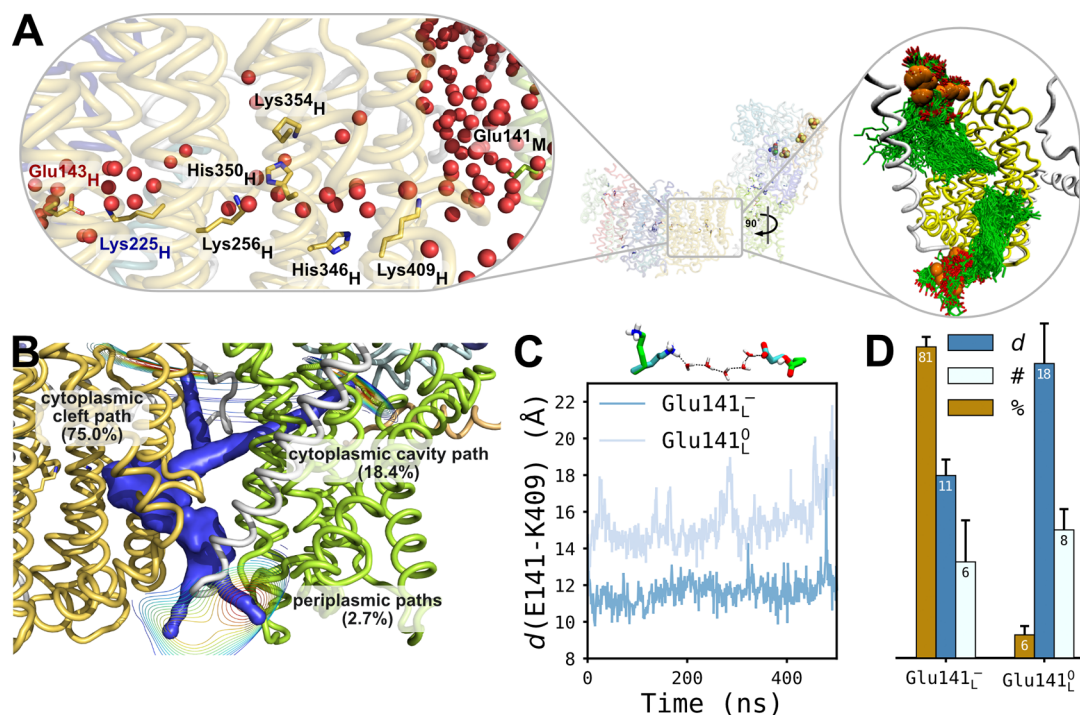 A
Lys354H
Glu141M
Glu143H
His350H
Lys225H
Lys256H
His346H
Lys409H
90°
B
cytoplasmic
cleft path
(75.0%)
cytoplasmic cavity path
(18.4%)
periplasmic paths
(2.7%)
C
d(E141-K409) (Å)
22
20
18
16
14
12
10
8
Glu141L−
Glu141L0
0
200
400
Time (ns)
D
d
#
%
81
11
6
6
18
8
Glu141L−
Glu141L0